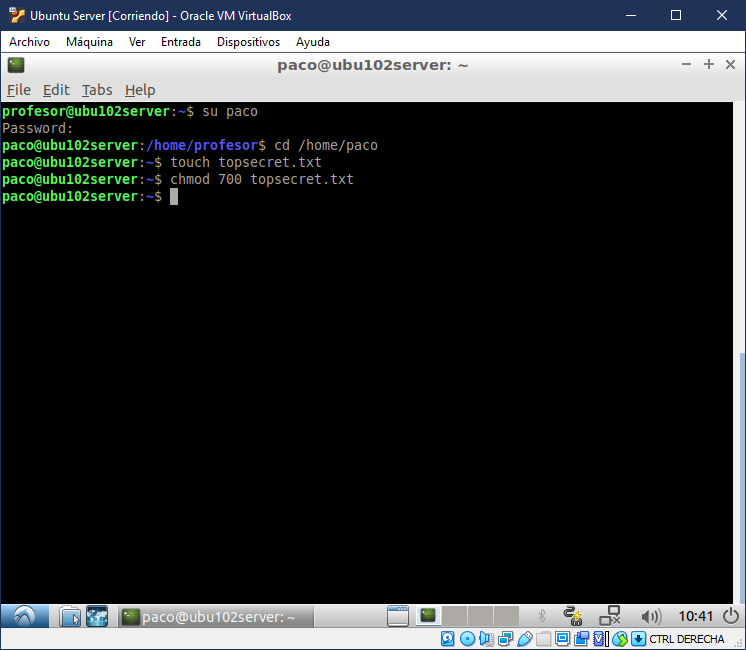 Ubuntu Server [Corriendo] - Oracle VM VirtualBox
Archivo Máquina Ver Entrada Dispositivos Ayuda
paco@ubu102server: ~
File Edit Tabs Help
profesor@ubu102server:~$ su paco
Password:
paco@ubu102server:/home/profesor$ cd /home/paco
paco@ubu102server:~$ touch topsecret.txt
paco@ubu102server:~$ chmod 700 topsecret.txt
paco@ubu102server:~$
paco@ubu102server: ~ 10:41
CTRL DERECHA